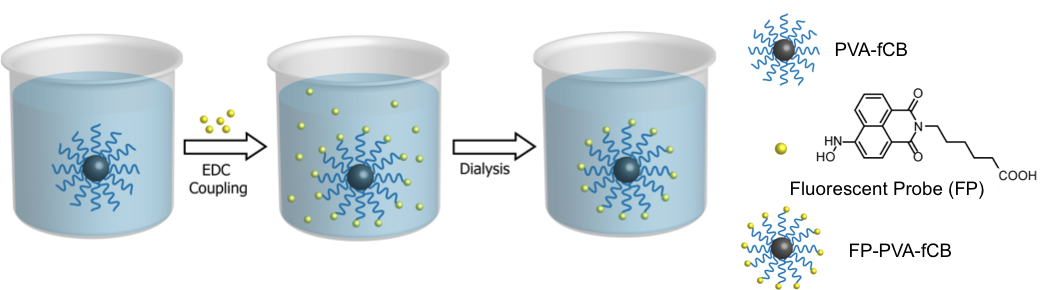 EDC
Coupling
Dialysis
PVA-fCB
O
N
O
HN
HO
COOH
Fluorescent Probe (FP)
FP-PVA-fCB